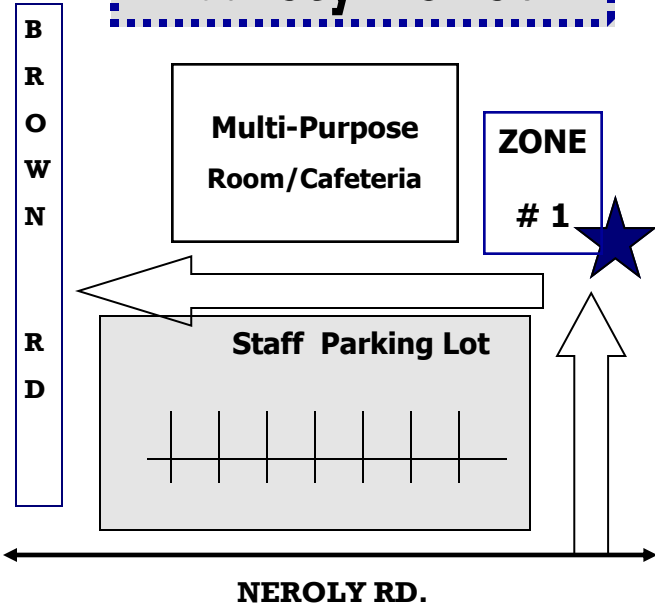 B
R
O
W
N
R
D
Multi-Purpose
Room/Cafeteria
ZONE
# 1
Staff Parking Lot
NEROLY RD.